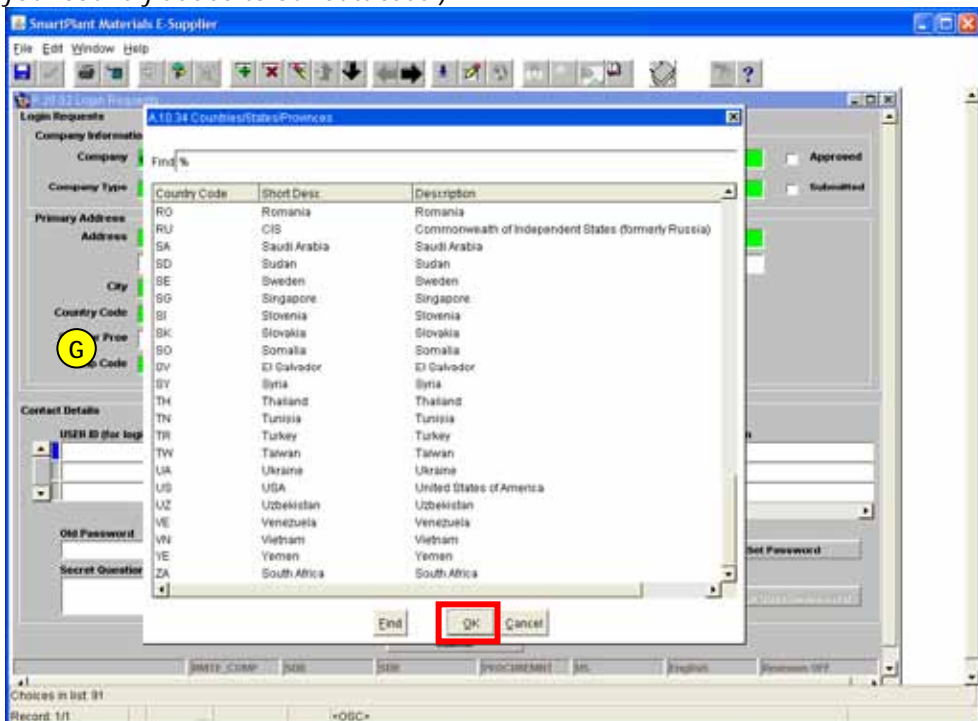 SmartPlant Materials E-Supplier
File Edit Window Help
Login Requests
Company
Company Type
Primary Address
Address
City
Country Code
G
Code
Contact Details
Old Password
A.10.34 Countries/States/Provinces
Find %
Country Code Short Desc. Description
RO Romania Romania
RU CIS Commonwealth of Independent States (formerly Russia)
SA Saudi Arabia Saudi Arabia
SD Sudan Sudan
SE Sweden Sweden
SG Singapore Singapore
SI Slovenia Slovenia
SK Slovakia Slovakia
SO Somalia Somalia
SV El Salvador El Salvador
SY Syria Syria
TH Thailand Thailand
TN Tunisia Tunisia
TR Turkey Turkey
TW Taiwan Taiwan
UA Ukraine Ukraine
US USA United States of America
UZ Uzbekistan Uzbekistan
VE Venezuela Venezuela
VN Vietnam Vietnam
YE Yemen Yemen
ZA South Africa South Africa
Find OK Cancel
Approved
Submitted
Set Password
PROCUREMENT
English
Choices in list: 91
Record: 1/1 ... <OSC>